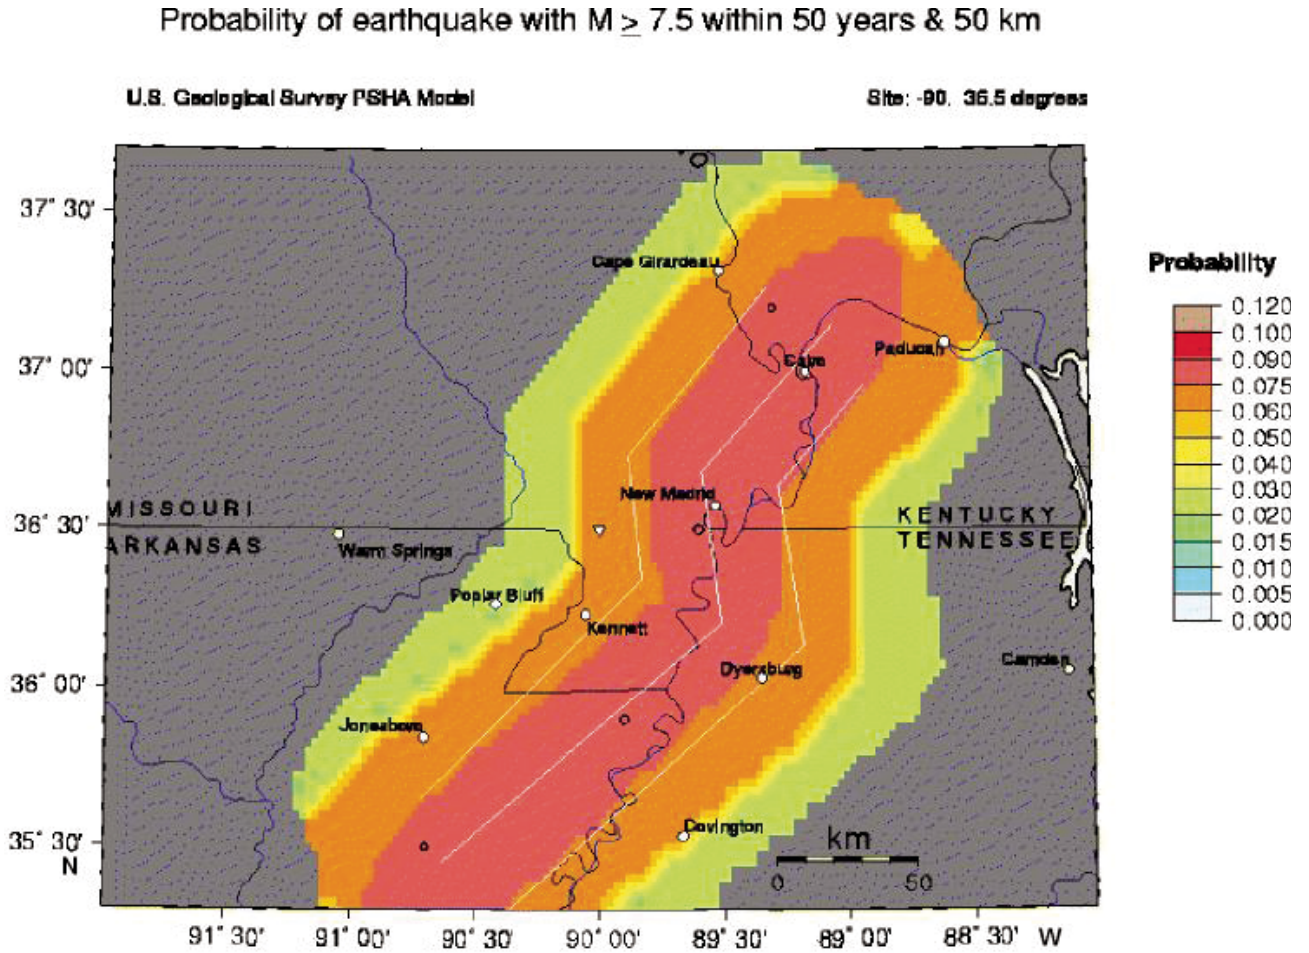 Probability of earthquake with M ≥ 7.5 within 50 years & 50 km
U.S. Geological Survey PSHA Model
Site: -90. 36.5 degrees
37° 30'
37° 00'
36° 30'
36° 00'
35° 30'
N
Cape Girardeau
Paducah
Cairo
New Madrid
MISSOURI
ARKANSAS
KENTUCKY
TENNESSEE
Warm Springs
Poplar Bluff
Kennett
Dyersburg
Camden
Jonesboro
Covington
km
0 50
91° 30' 91° 00' 90° 30' 90° 00' 89° 30' 89° 00' 88° 30' W
Probability
0.120
0.100
0.090
0.075
0.060
0.050
0.040
0.030
0.020
0.015
0.010
0.005
0.000